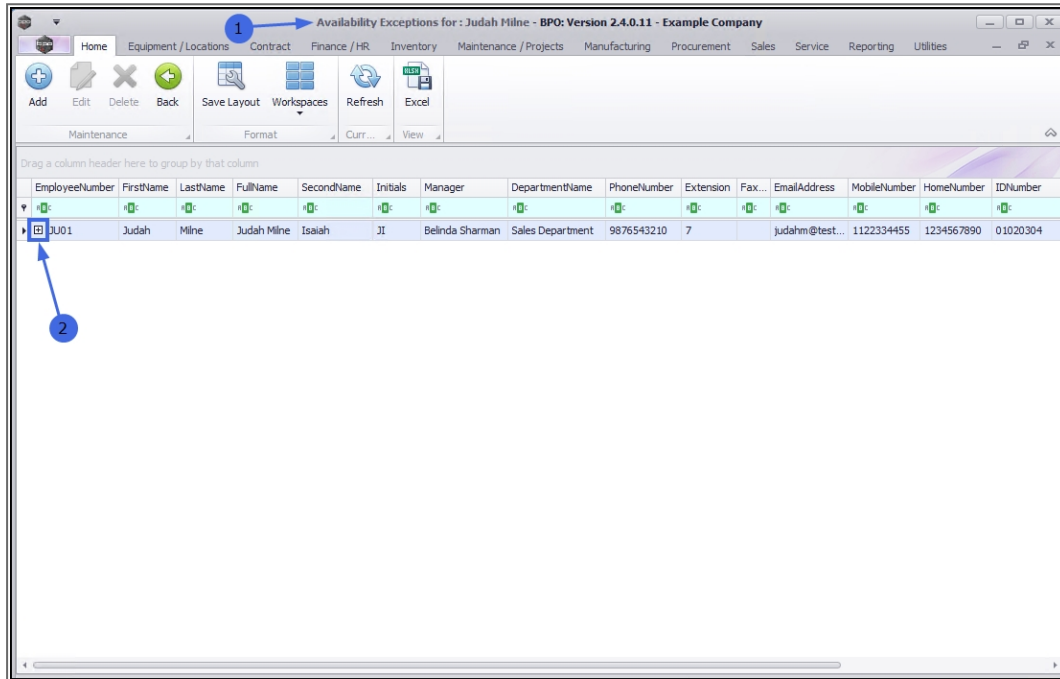 1
Availability Exceptions for : Judah Milne - BPO: Version 2.4.0.11 - Example Company
Home Equipment / Locations Contract Finance / HR Inventory Maintenance / Projects Manufacturing Procurement Sales Service Reporting Utilities
Add Edit Delete Back Save Layout Workspaces Refresh Excel
Maintenance Format Curr... View
Drag a column header here to group by that column
EmployeeNumber FirstName LastName FullName SecondName Initials Manager DepartmentName PhoneNumber Extension Fax... EmailAddress MobileNumber HomeNumber IDNumber
JU01 Judah Milne Judah Milne Isaiah JI Belinda Sharman Sales Department 9876543210 7 judahm@test... 1122334455 1234567890 01020304
2